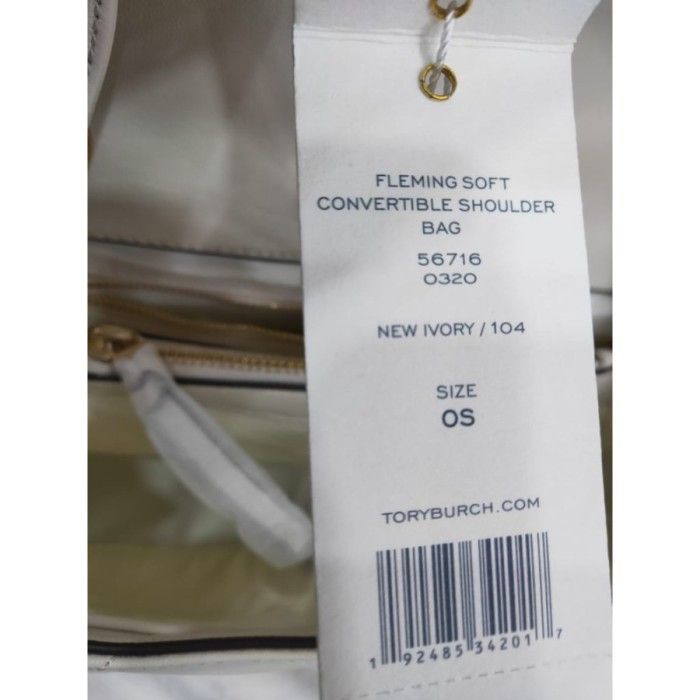 FLEMING SOFT
CONVERTIBLE SHOULDER
BAG
56716
0320
NEW IVORY / 104
SIZE
OS
TORYBURCH.COM
1 92485 34201 7